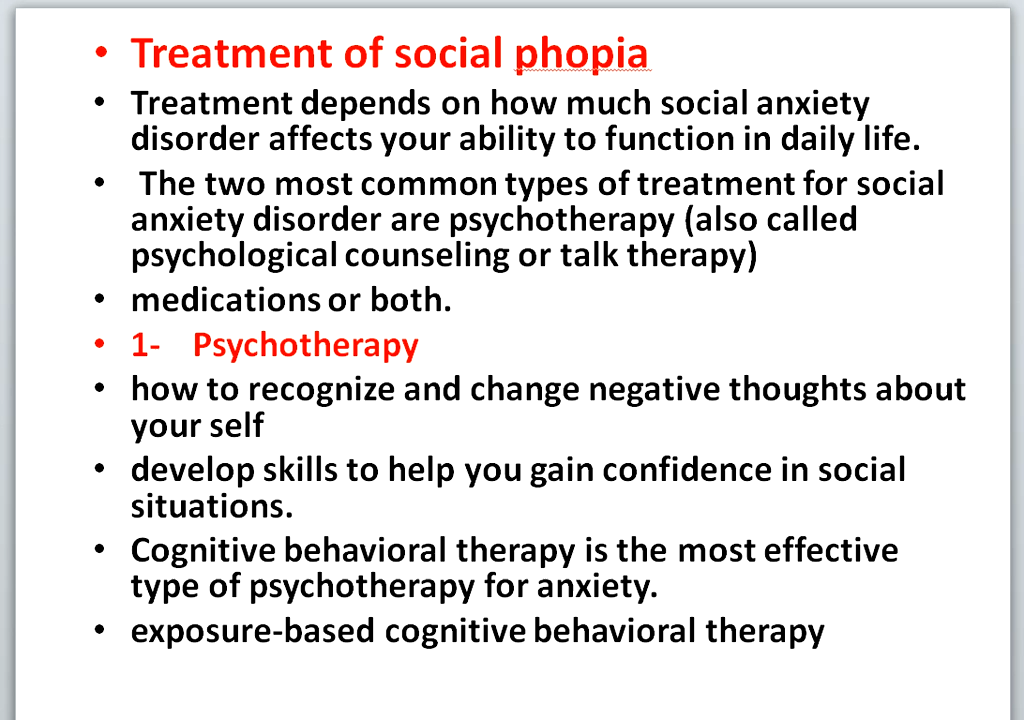 • Treatment of social phopia
• Treatment depends on how much social anxiety
disorder affects your ability to function in daily life.
• The two most common types of treatment for social
anxiety disorder are psychotherapy (also called
psychological counseling or talk therapy)
• medications or both.
• 1- Psychotherapy
• how to recognize and change negative thoughts about
your self
• develop skills to help you gain confidence in social
situations.
• Cognitive behavioral therapy is the most effective
type of psychotherapy for anxiety.
• exposure-based cognitive behavioral therapy